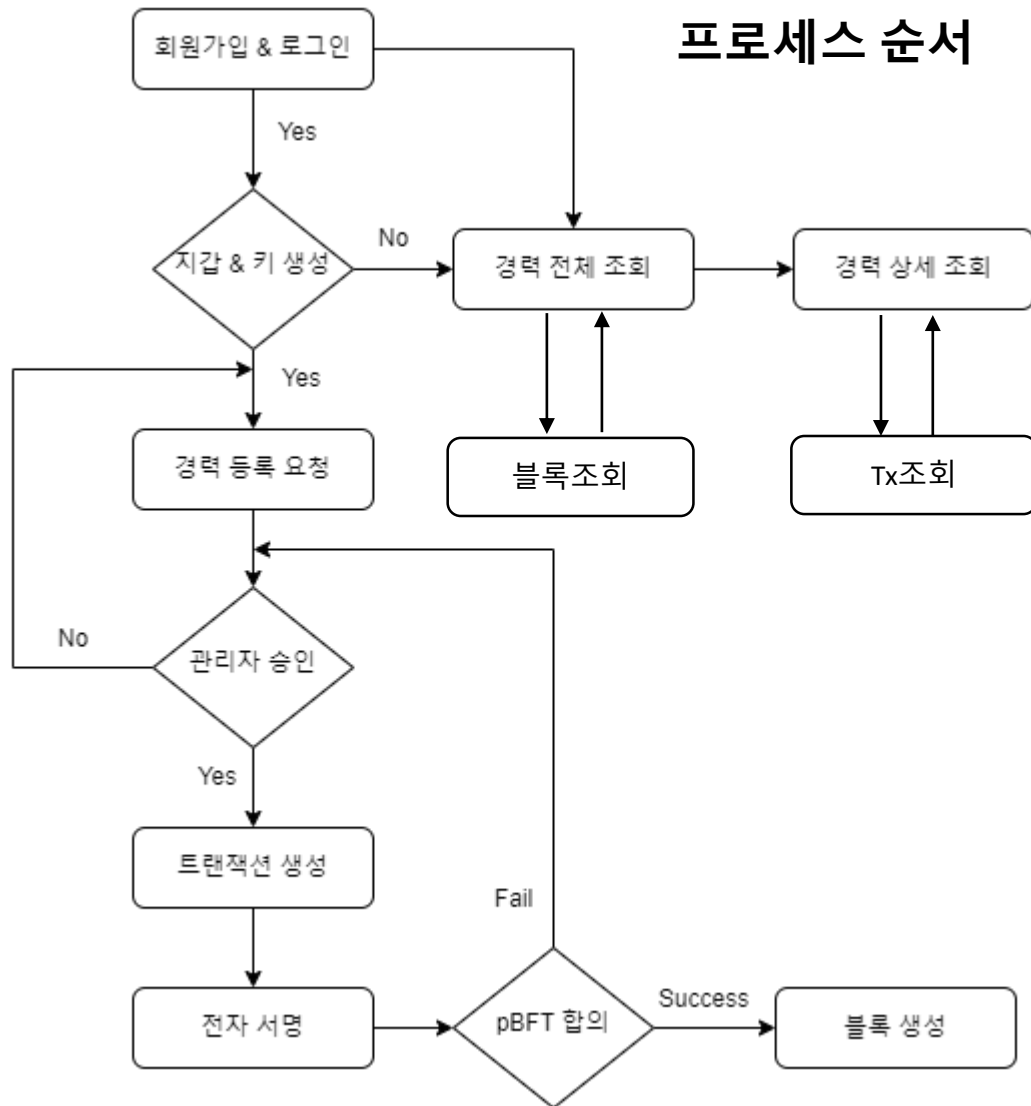 프로세스 순서
회원가입 & 로그인
Yes
지갑 & 키 생성
No
경력 전체 조회
경력 상세 조회
Yes
경력 등록 요청
블록조회
Tx조회
관리자 승인
No
Yes
트랜잭션 생성
Fail
전자 서명
pBFT 합의
Success
블록 생성